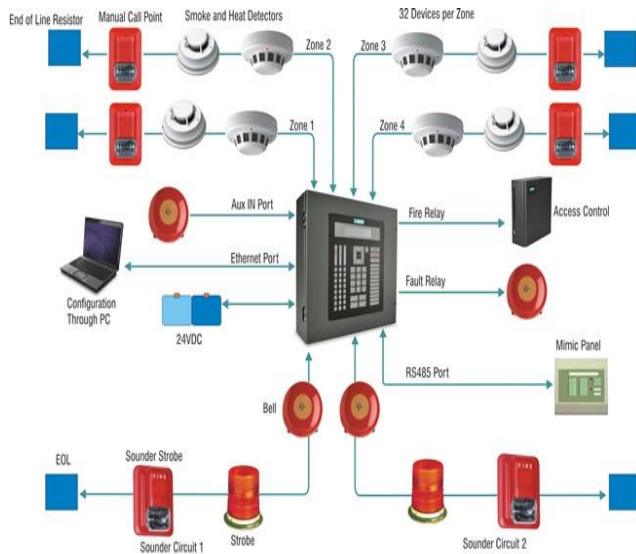 End of Line Resistor
Manual Call Point
Smoke and Heat Detectors
32 Devices per Zone
Zone 2
Zone 3
Zone 1
Zone 4
Aux IN Port
Fire Relay
Access Control
Ethernet Port
Configuration
Through PC
Fault Relay
24VDC
Mimic Panel
RS485 Port
Bell
EOL
Sounder Strobe
FIRE
FIRE
Strobe
Sounder Circuit 1
Sounder Circuit 2